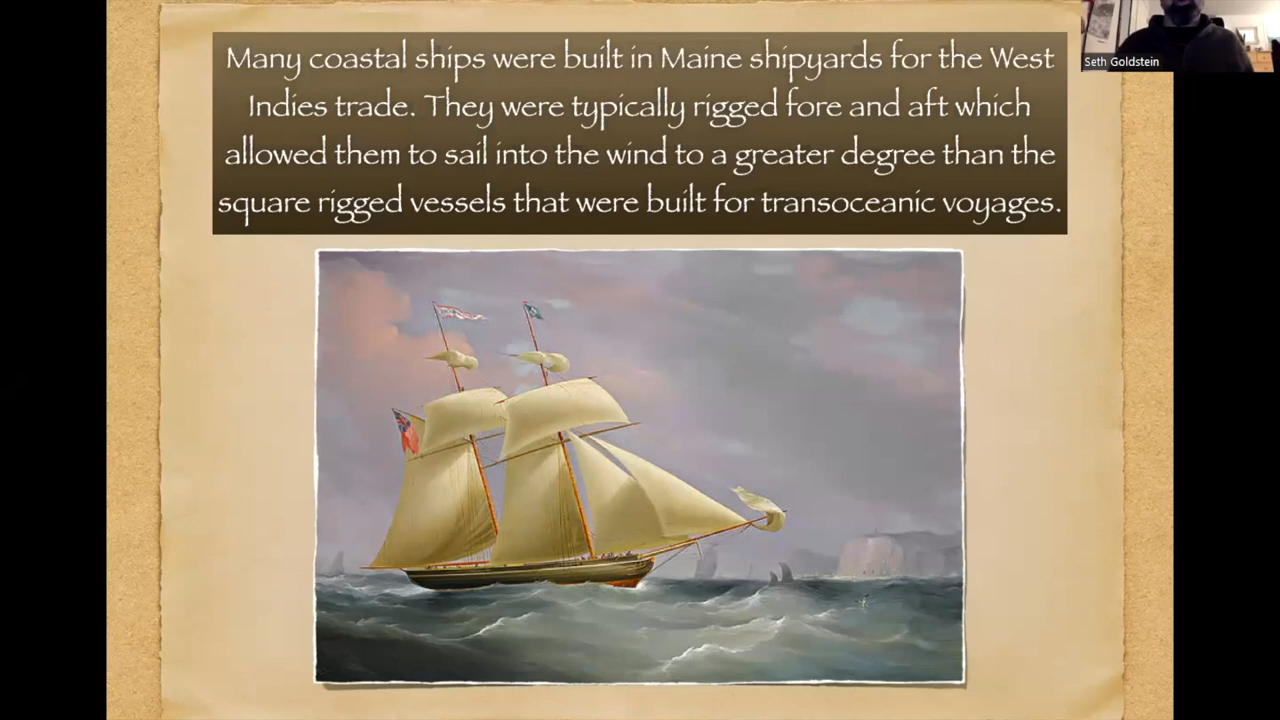 Many coastal ships were built in Maine shipyards for the West
Indies trade. They were typically rigged fore and aft which
allowed them to sail into the wind to a greater degree than the
square rigged vessels that were built for transoceanic voyages.
Seth Goldstein